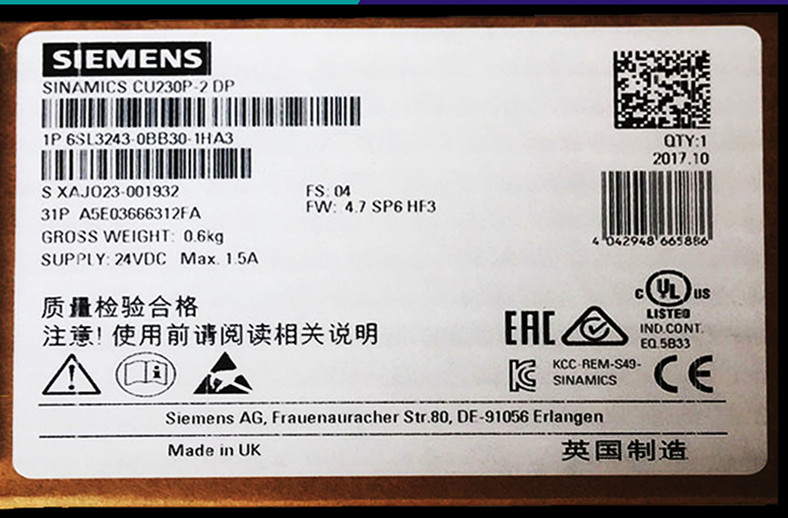 SIEMENS
SINAMICS CU230P-2 DP
1P 6SL3243-0BB30-1HA3
QTY:1
2017.10
S XAJO23-001932
FS: 04
31P A5E03666312FA
FW: 4.7 SP6 HF3
GROSS WEIGHT: 0.6kg
SUPPLY: 24VDC Max. 1.5A
4 042948 665886
质量检验合格
注意! 使用前请阅读相关说明
EAC
c UL us
LISTED
IND.CONT.
EQ.5B33
KCC-REM-S49-
SINAMICS
CE
Siemens AG, Frauenauracher Str.80, DE-91056 Erlangen
Made in UK
英国制造